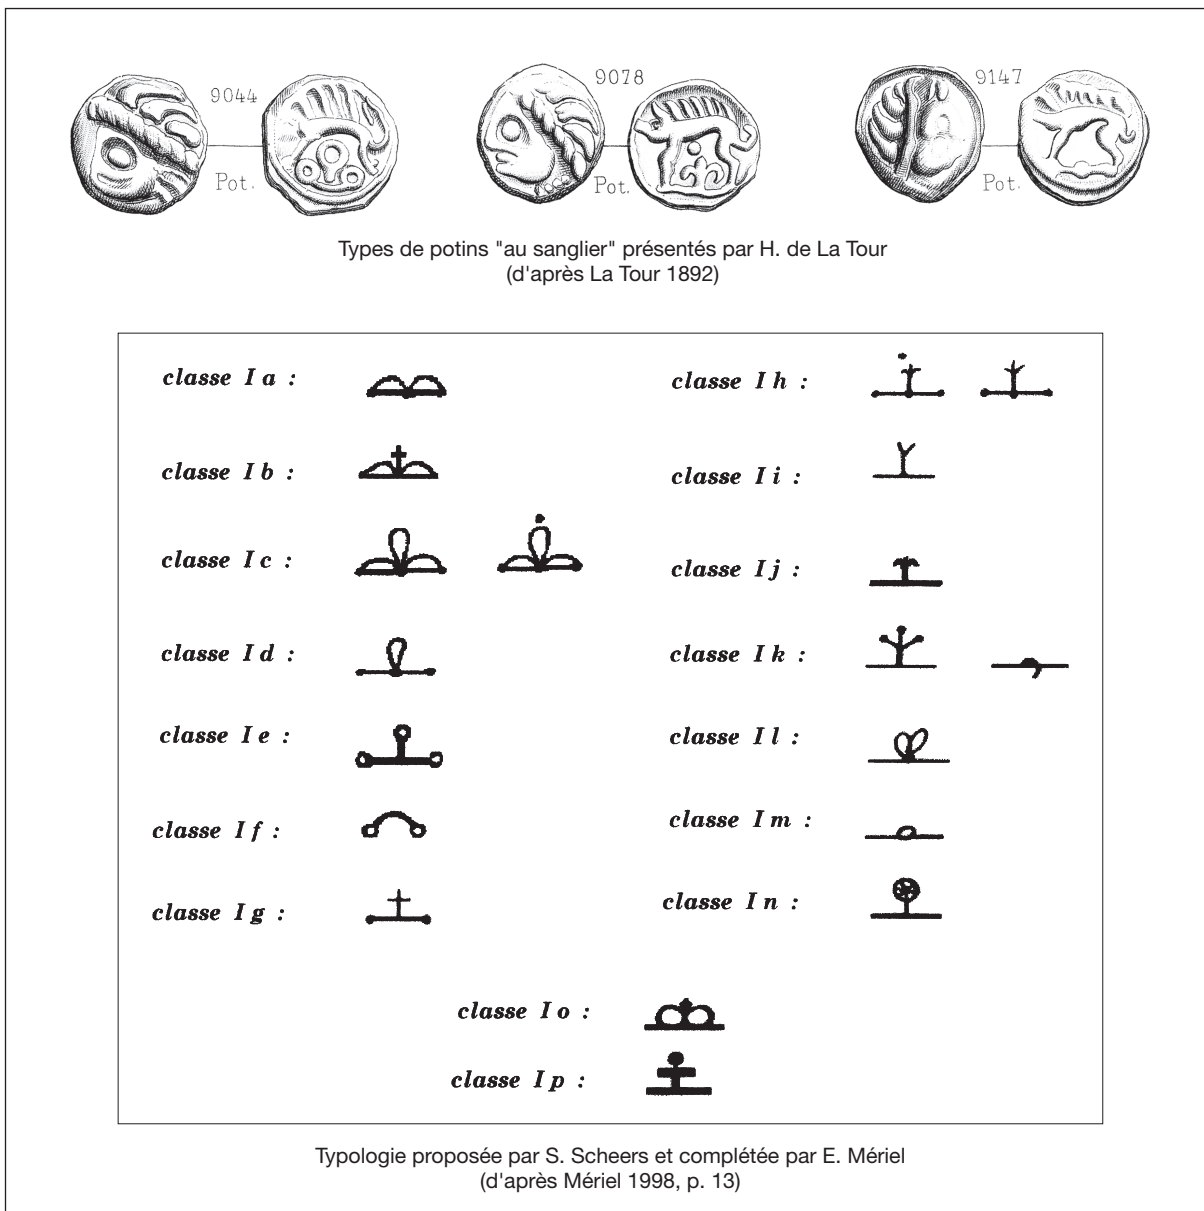 9044
Pot.
9078
Pot.
9147
Pot.
Types de potins "au sanglier" présentés par H. de La Tour
(d'après La Tour 1892)
classe I a :
classe I b :
classe I c :
classe I d :
classe I e :
classe I f :
classe I g :
classe I h :
classe I i :
classe I j :
classe I k :
classe I l :
classe I m :
classe I n :
classe I o :
classe I p :
Typologie proposée par S. Scheers et complétée par E. Mériel
(d'après Mériel 1998, p. 13)